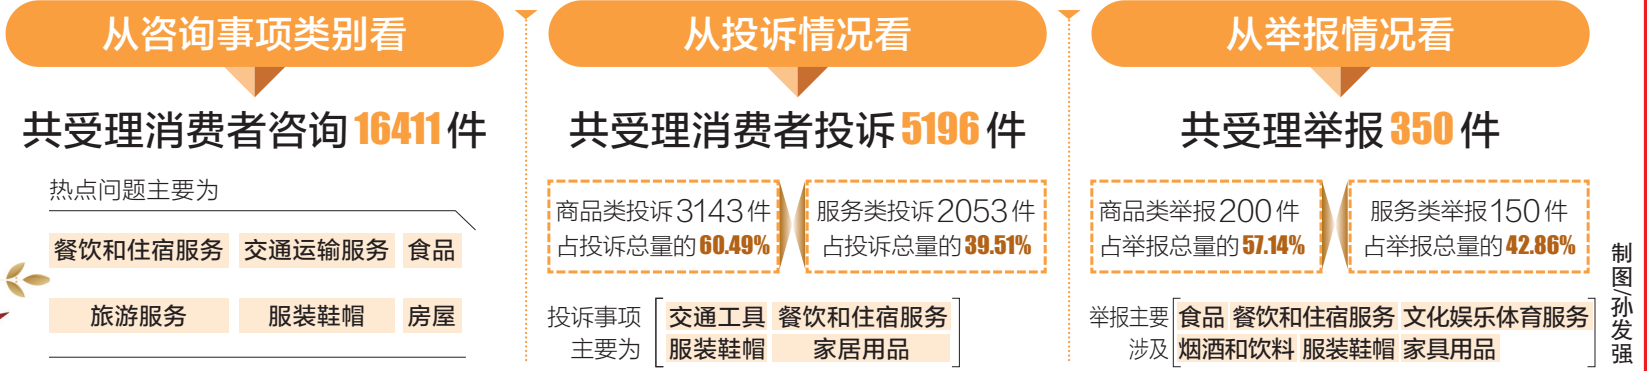 从咨询事项类别看
共受理消费者咨询16411件
热点问题主要为
餐饮和住宿服务 交通运输服务 食品
旅游服务 服装鞋帽 房屋
从投诉情况看
共受理消费者投诉5196件
商品类投诉3143件
占投诉总量的60.49%
服务类投诉2053件
占投诉总量的39.51%
投诉事项
主要为
交通工具 餐饮和住宿服务
服装鞋帽 家居用品
从举报情况看
共受理举报350件
商品类举报200件
占举报总量的57.14%
服务类举报150件
占举报总量的42.86%
举报主要
涉及
食品 餐饮和住宿服务 文化娱乐体育服务
烟酒和饮料 服装鞋帽 家具用品
制图/孙发强